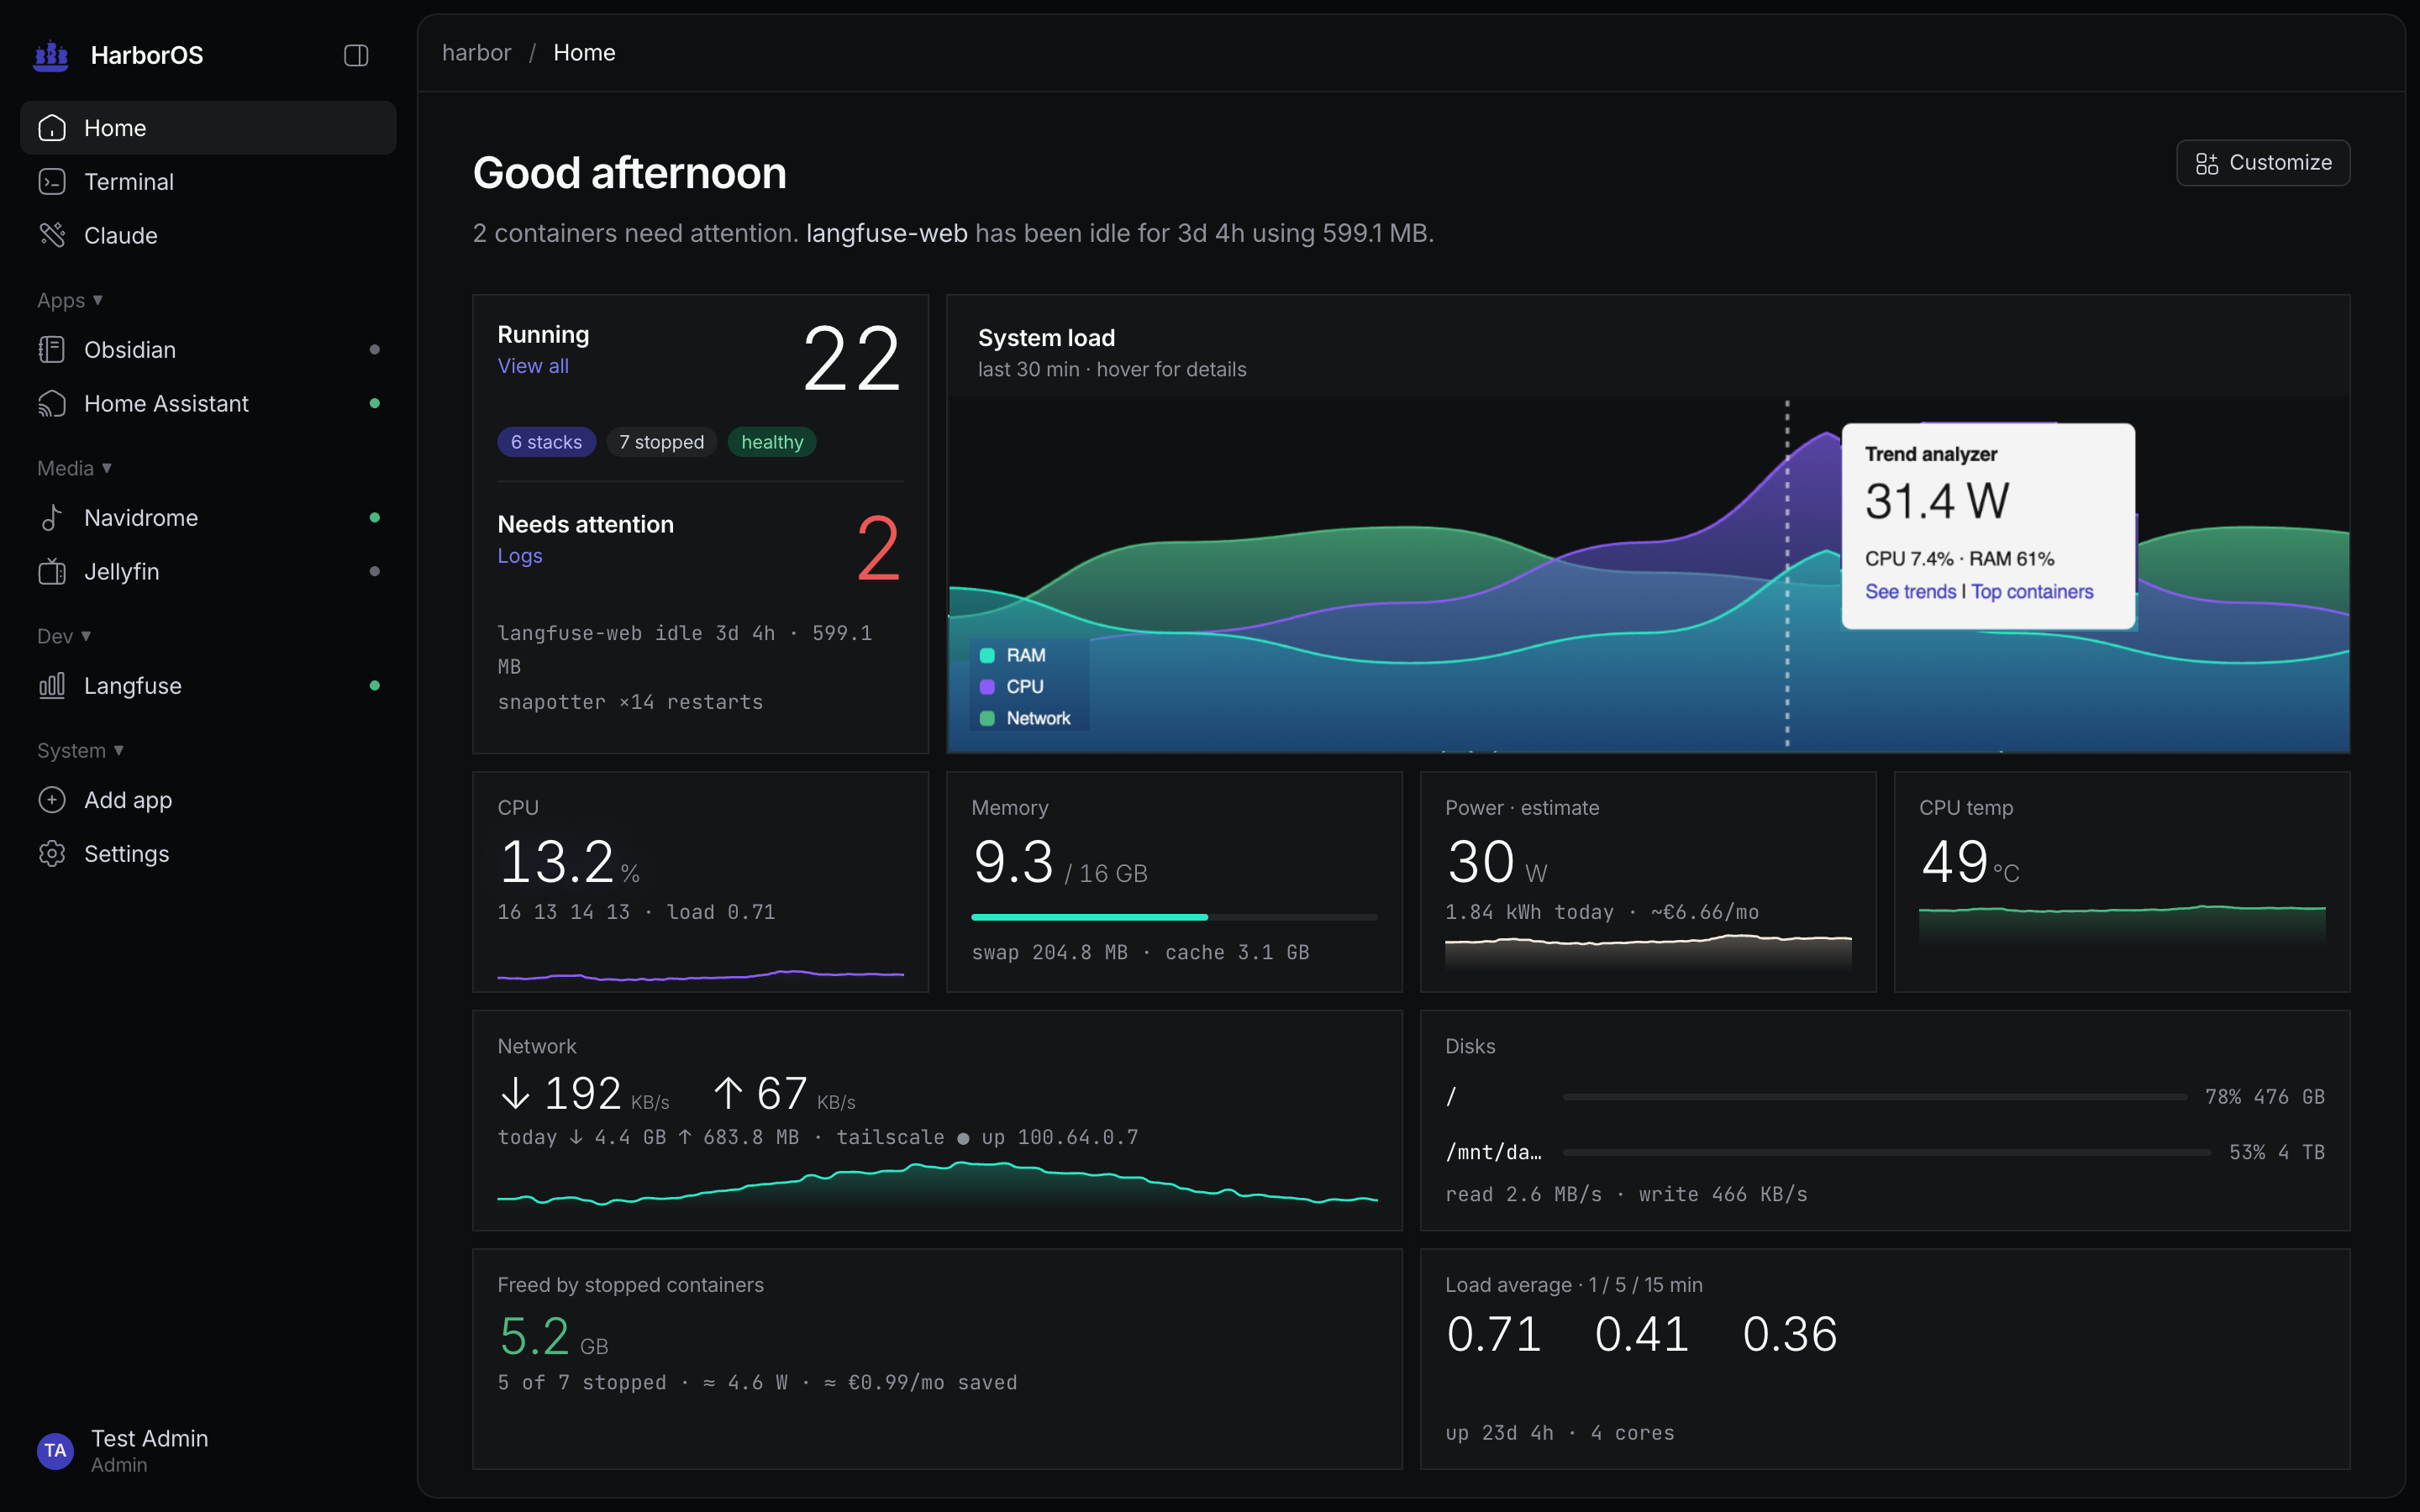 HarborOS
Home
Terminal
Claude
Apps ▾
Obsidian
Home Assistant
Media ▾
Navidrome
Jellyfin
Dev ▾
Langfuse
System ▾
Add app
Settings
TA
Test Admin
Admin
harbor / Home
Good afternoon
Customize
2 containers need attention. langfuse-web has been idle for 3d 4h using 599.1 MB.
Running
22
View all
6 stacks
7 stopped
healthy
Needs attention
2
Logs
langfuse-web idle 3d 4h · 599.1
MB
snapotter ×14 restarts
System load
last 30 min · hover for details
Trend analyzer
31.4 W
CPU 7.4% · RAM 61%
See trends | Top containers
RAM
CPU
Network
CPU
13.2 %
16 13 14 13 · load 0.71
Memory
9.3 / 16 GB
swap 204.8 MB · cache 3.1 GB
Power · estimate
30 W
1.84 kWh today · ~€6.66/mo
CPU temp
49 °C
Network
↓ 192 KB/s ↑ 67 KB/s
today ↓ 4.4 GB ↑ 683.8 MB · tailscale ● up 100.64.0.7
Disks
/ 78% 476 GB
/mnt/da… 53% 4 TB
read 2.6 MB/s · write 466 KB/s
Freed by stopped containers
5.2 GB
5 of 7 stopped · ≈ 4.6 W · ≈ €0.99/mo saved
Load average · 1 / 5 / 15 min
0.71 0.41 0.36
up 23d 4h · 4 cores